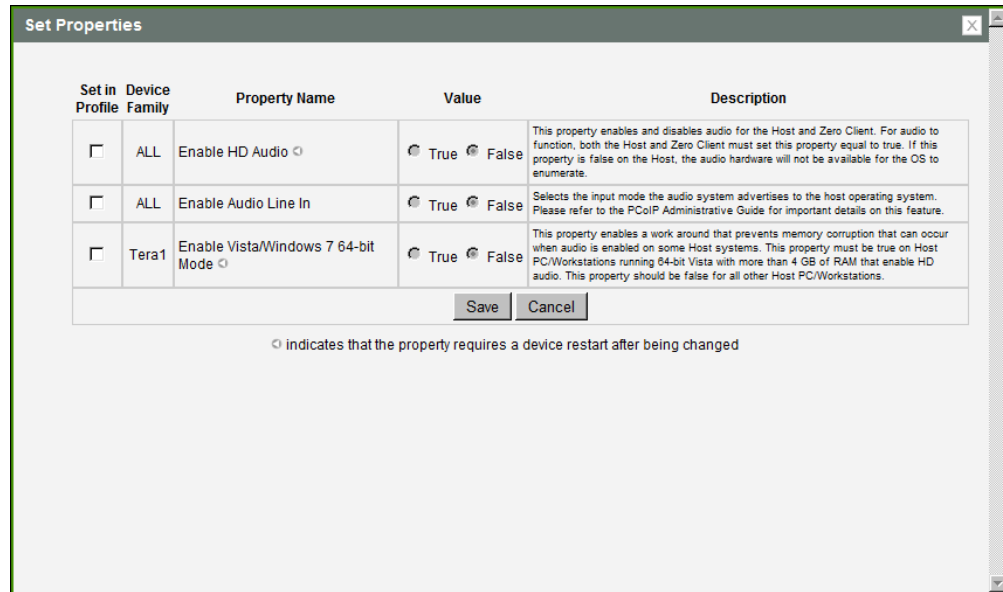 Set Properties
X
Set in Profile
Device Family
Property Name
Value
Description
ALL
Enable HD Audio
True False
This property enables and disables audio for the Host and Zero Client. For audio to
function, both the Host and Zero Client must set this property equal to true. If this
property is false on the Host, the audio hardware will not be available for the OS to
enumerate.
ALL
Enable Audio Line In
True False
Selects the input mode the audio system advertises to the host operating system.
Please refer to the PCoIP Administrative Guide for important details on this feature.
Tera1
Enable Vista/Windows 7 64-bit
Mode
True False
This property enables a work around that prevents memory corruption that can occur
when audio is enabled on some Host systems. This property must be true on Host
PC/Workstations running 64-bit Vista with more than 4 GB of RAM that enable HD
audio. This property should be false for all other Host PC/Workstations.
Save Cancel
indicates that the property requires a device restart after being changed